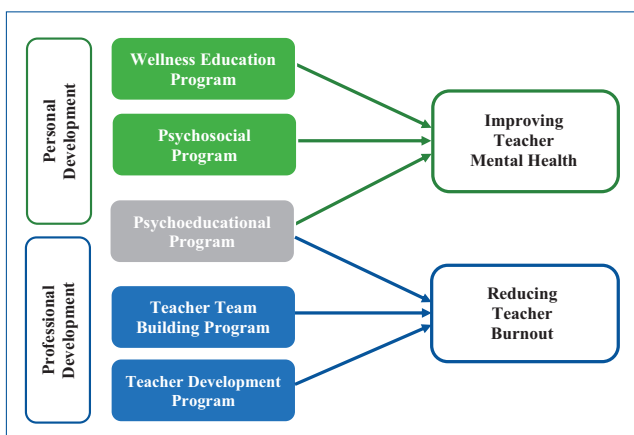 Personal
Development
Wellness Education
Program
Psychosocial
Program
Psychoeducational
Program
Improving
Teacher
Mental Health
Professional
Development
Teacher Team
Building Program
Teacher Development
Program
Reducing
Teacher
Burnout